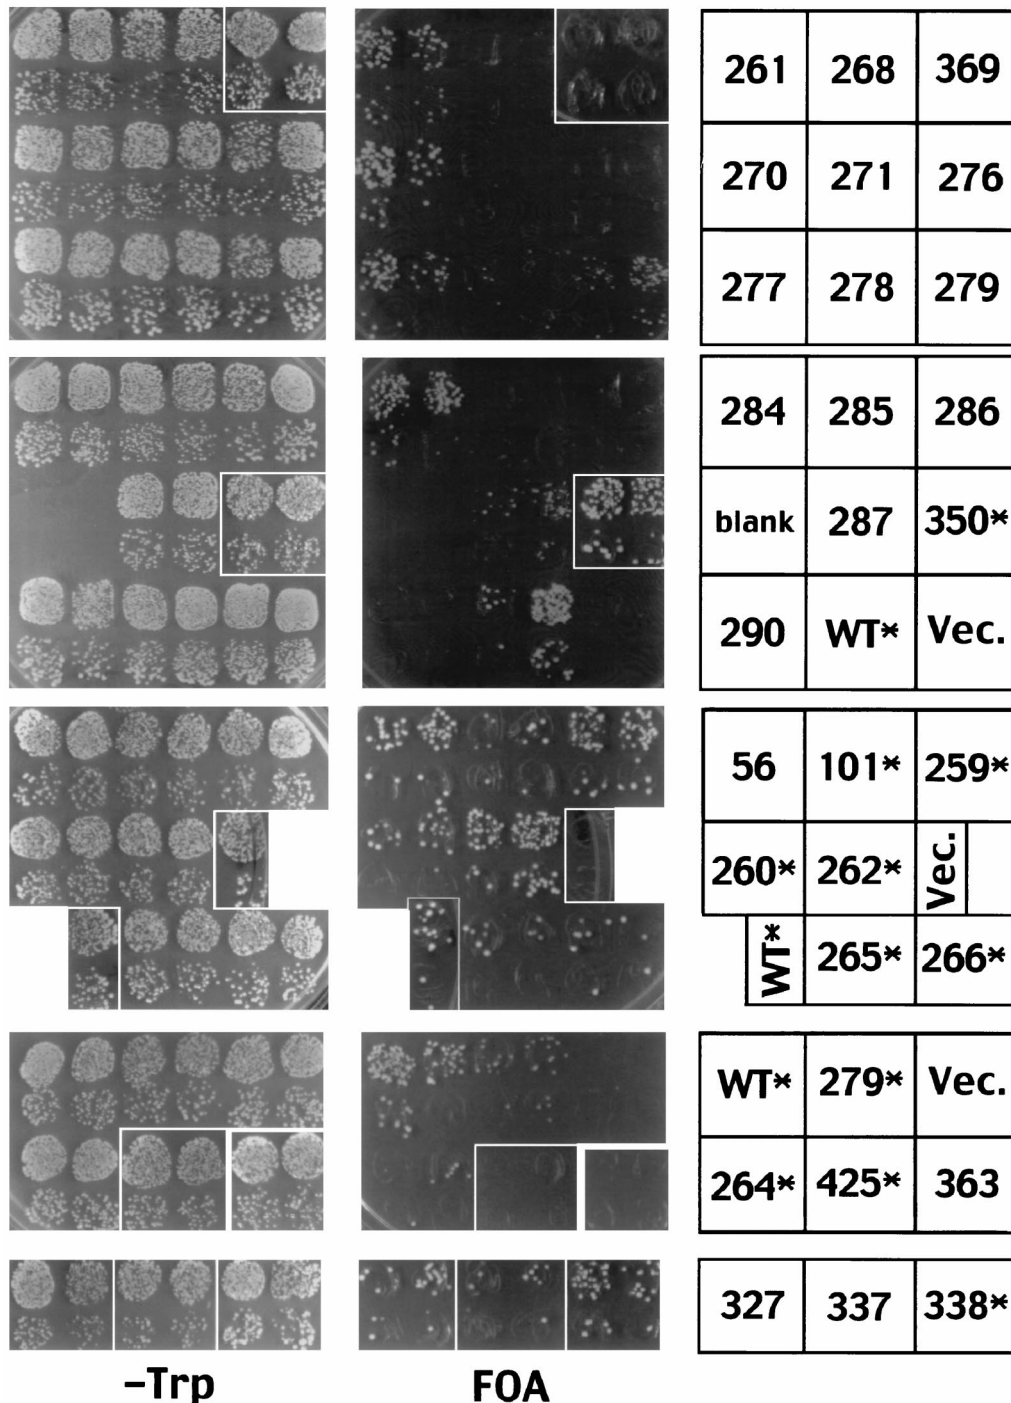 261 268 369
270 271 276
277 278 279
284 285 286
blank 287 350*
290 WT* Vec.
56 101* 259*
260* 262* Vec.
WT* 265* 266*
WT* 279* Vec.
264* 425* 363
327 337 338*
–Trp FOA